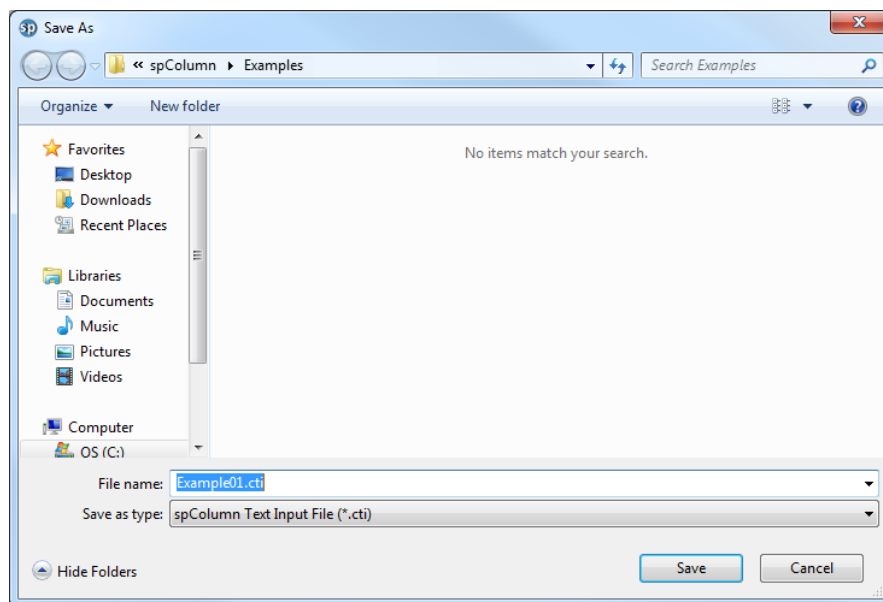 sp Save As
« spColumn Examples
Search Examples
Organize New folder
No items match your search.
Favorites
Desktop
Downloads
Recent Places
Libraries
Documents
Music
Pictures
Videos
Computer
OS (C:)
File name: Example01.cti
Save as type: spColumn Text Input File (*.cti)
Hide Folders Save Cancel